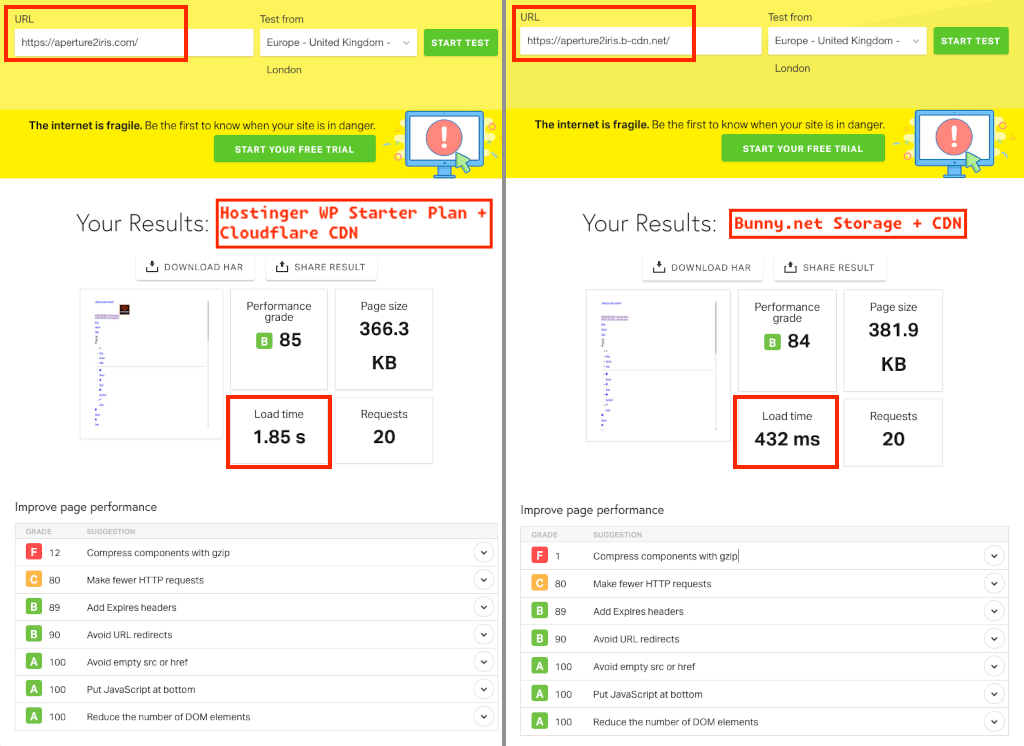 URL
Test from
https://aperture2iris.com/
Europe - United Kingdom -
START TEST
London
The internet is fragile. Be the first to know when your site is in danger.
START YOUR FREE TRIAL
Your Results:
Hostinger WP Starter Plan +
Cloudflare CDN
DOWNLOAD HAR
SHARE RESULT
Performance
grade
B 85
Page size
366.3
KB
Load time
1.85 s
Requests
20
Improve page performance
GRADE
SUGGESTION
F 12 Compress components with gzip
C 80 Make fewer HTTP requests
B 89 Add Expires headers
B 90 Avoid URL redirects
A 100 Avoid empty src or href
A 100 Put JavaScript at bottom
A 100 Reduce the number of DOM elements
URL
Test from
https://aperture2iris.b-cdn.net/
Europe - United Kingdom -
START TEST
London
The internet is fragile. Be the first to know when your site is in danger.
START YOUR FREE TRIAL
Your Results:
Bunny.net Storage + CDN
DOWNLOAD HAR
SHARE RESULT
Performance
grade
B 84
Page size
381.9
KB
Load time
432 ms
Requests
20
Improve page performance
GRADE
SUGGESTION
F 1 Compress components with gzip
C 80 Make fewer HTTP requests
B 89 Add Expires headers
B 90 Avoid URL redirects
A 100 Avoid empty src or href
A 100 Put JavaScript at bottom
A 100 Reduce the number of DOM elements